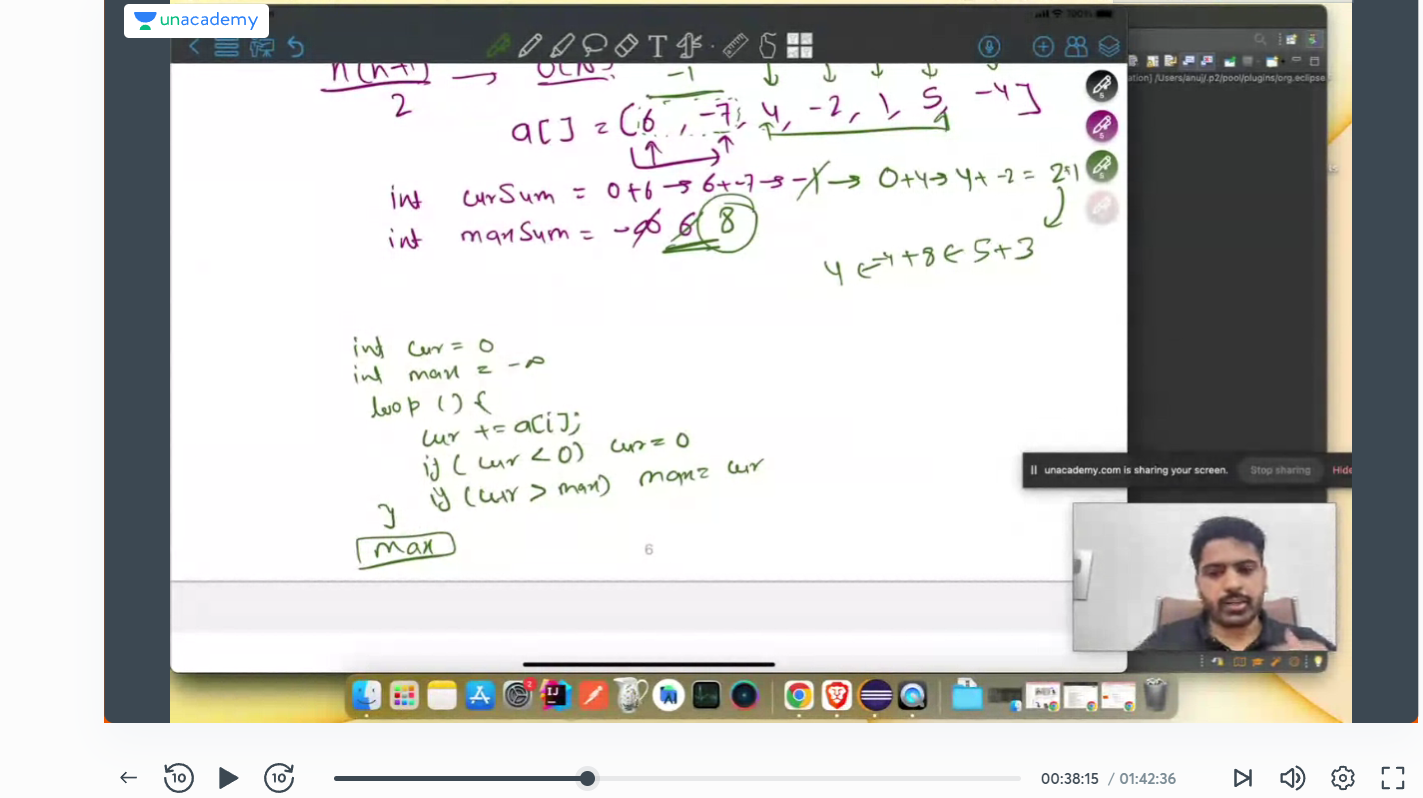 unacademy
100%
n(n+1) → O(N²
2
-1
a[] = [6, -7, 4, -2, 1, 5, -4]
int curSum = 0+6 → 6+-7 → -1 → 0+4 → 4+-2 = 2+1
int maxSum = -∞ 6 8
4 ← -4+8 ← 5+3
int cur = 0
int max = -∞
loop () {
cur += a[i];
if (cur < 0) cur = 0
if (cur > max) max = cur
}
max
6
ation] /Users/anuj/.p2/pool/plugins/org.eclipse.
unacademy.com is sharing your screen. Stop sharing Hide
00:38:15 / 01:42:36
10
10